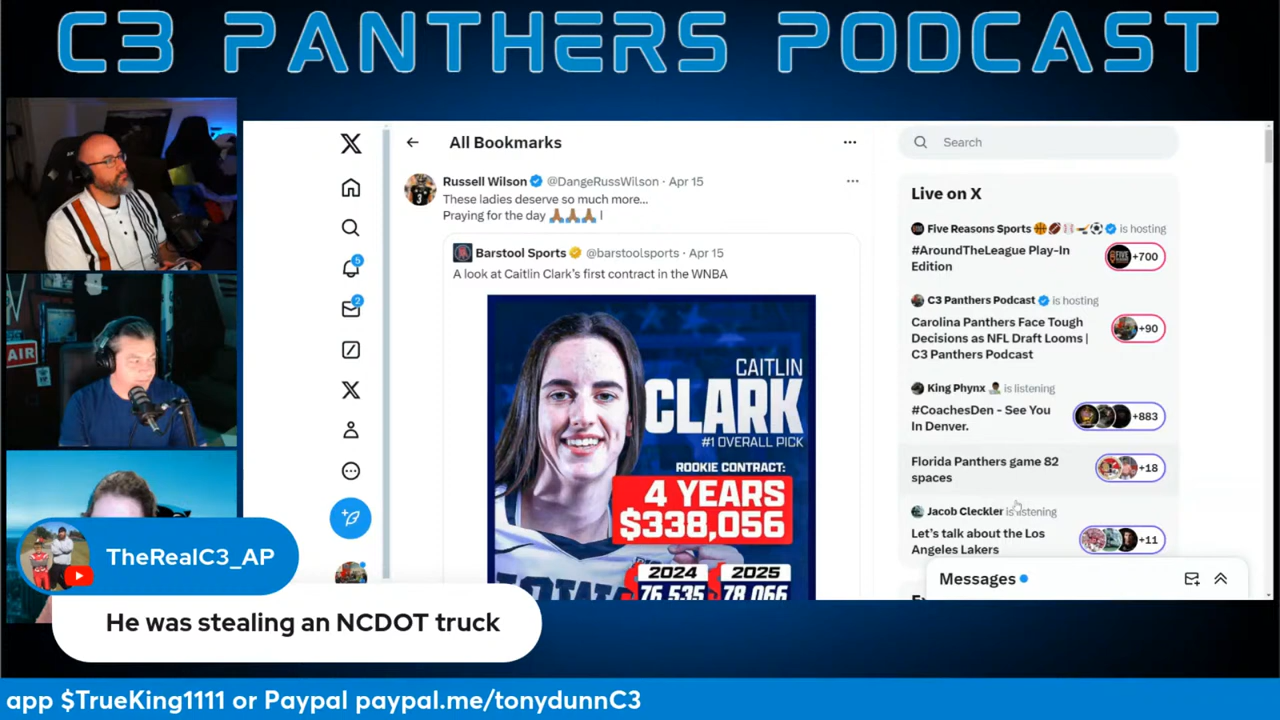 C3 PANTHERS PODCAST
AIR
All Bookmarks
Russell Wilson @DangeRussWilson · Apr 15
These ladies deserve so much more...
Praying for the day 🙏🏾🙏🏾🙏🏾 !
Barstool Sports @barstoolsports · Apr 15
A look at Caitlin Clark's first contract in the WNBA
CAITLIN
CLARK
#1 OVERALL PICK
ROOKIE CONTRACT:
4 YEARS
$338,056
2024 2025
76,535 78,066
IOWA
Search
Live on X
Five Reasons Sports 🏀🏈⚾🏒⚽ is hosting
#AroundTheLeague Play-In
Edition
+700
C3 Panthers Podcast is hosting
Carolina Panthers Face Tough
Decisions as NFL Draft Looms |
C3 Panthers Podcast
+90
King Phynx is listening
#CoachesDen - See You
In Denver.
+883
Florida Panthers game 82
spaces
+18
Jacob Cleckler is listening
Let's talk about the Los
Angeles Lakers
+11
Messages
5
2
TheRealC3_AP
He was stealing an NCDOT truck
app $TrueKing1111 or Paypal paypal.me/tonydunnC3